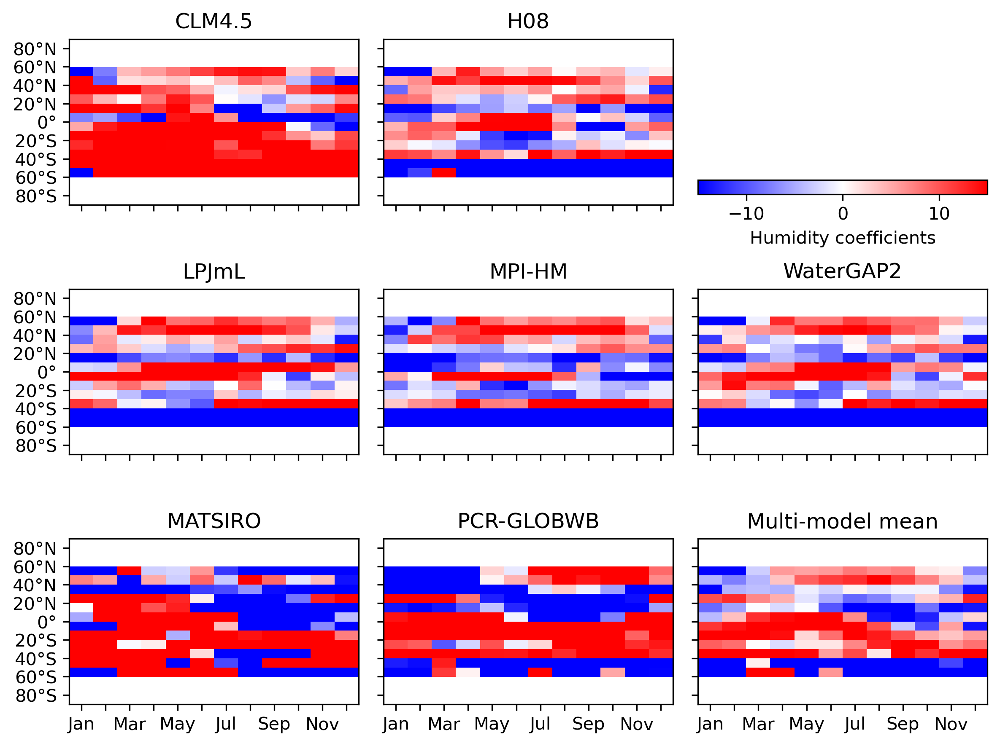 CLM4.5
H08
80°N
60°N
40°N
20°N
0°
20°S
40°S
60°S
80°S
−10 0 10
Humidity coefficients
LPJmL
MPI-HM
WaterGAP2
80°N
60°N
40°N
20°N
0°
20°S
40°S
60°S
80°S
MATSIRO
PCR-GLOBWB
Multi-model mean
80°N
60°N
40°N
20°N
0°
20°S
40°S
60°S
80°S
Jan Mar May Jul Sep Nov
Jan Mar May Jul Sep Nov
Jan Mar May Jul Sep Nov